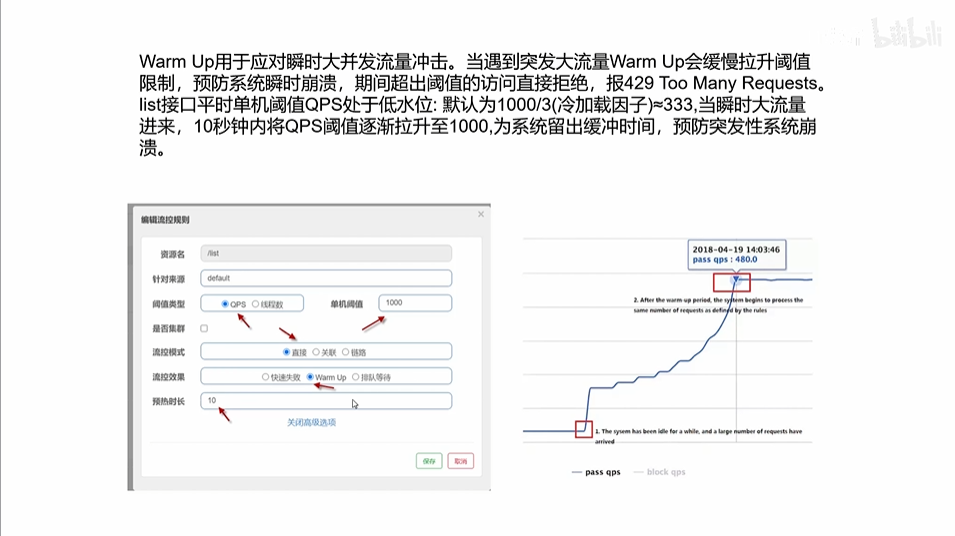 bilibili
Warm Up用于应对瞬时大并发流量冲击。当遇到突发大流量Warm Up会缓慢拉升阈值
限制，预防系统瞬时崩溃，期间超出阈值的访问直接拒绝，报429 Too Many Requests。
list接口平时单机阈值QPS处于低水位: 默认为1000/3(冷加载因子)≈333,当瞬时大流量
进来，10秒钟内将QPS阈值逐渐拉升至1000,为系统留出缓冲时间，预防突发性系统崩
溃。
编辑流控规则 ×
资源名 /list
针对来源 default
阈值类型 QPS 线程数 单机阈值 1000
是否集群
流控模式 直接 关联 链路
流控效果 快速失败 Warm Up 排队等待
预热时长 10
关闭高级选项
保存 取消
2018-04-19 14:03:46
pass qps : 480.0
2. After the warm-up period, the system begins to process the
same number of requests as defined by the rules
1. The sysem has been idle for a while, and a large number of requests have
arrived
pass qps block qps